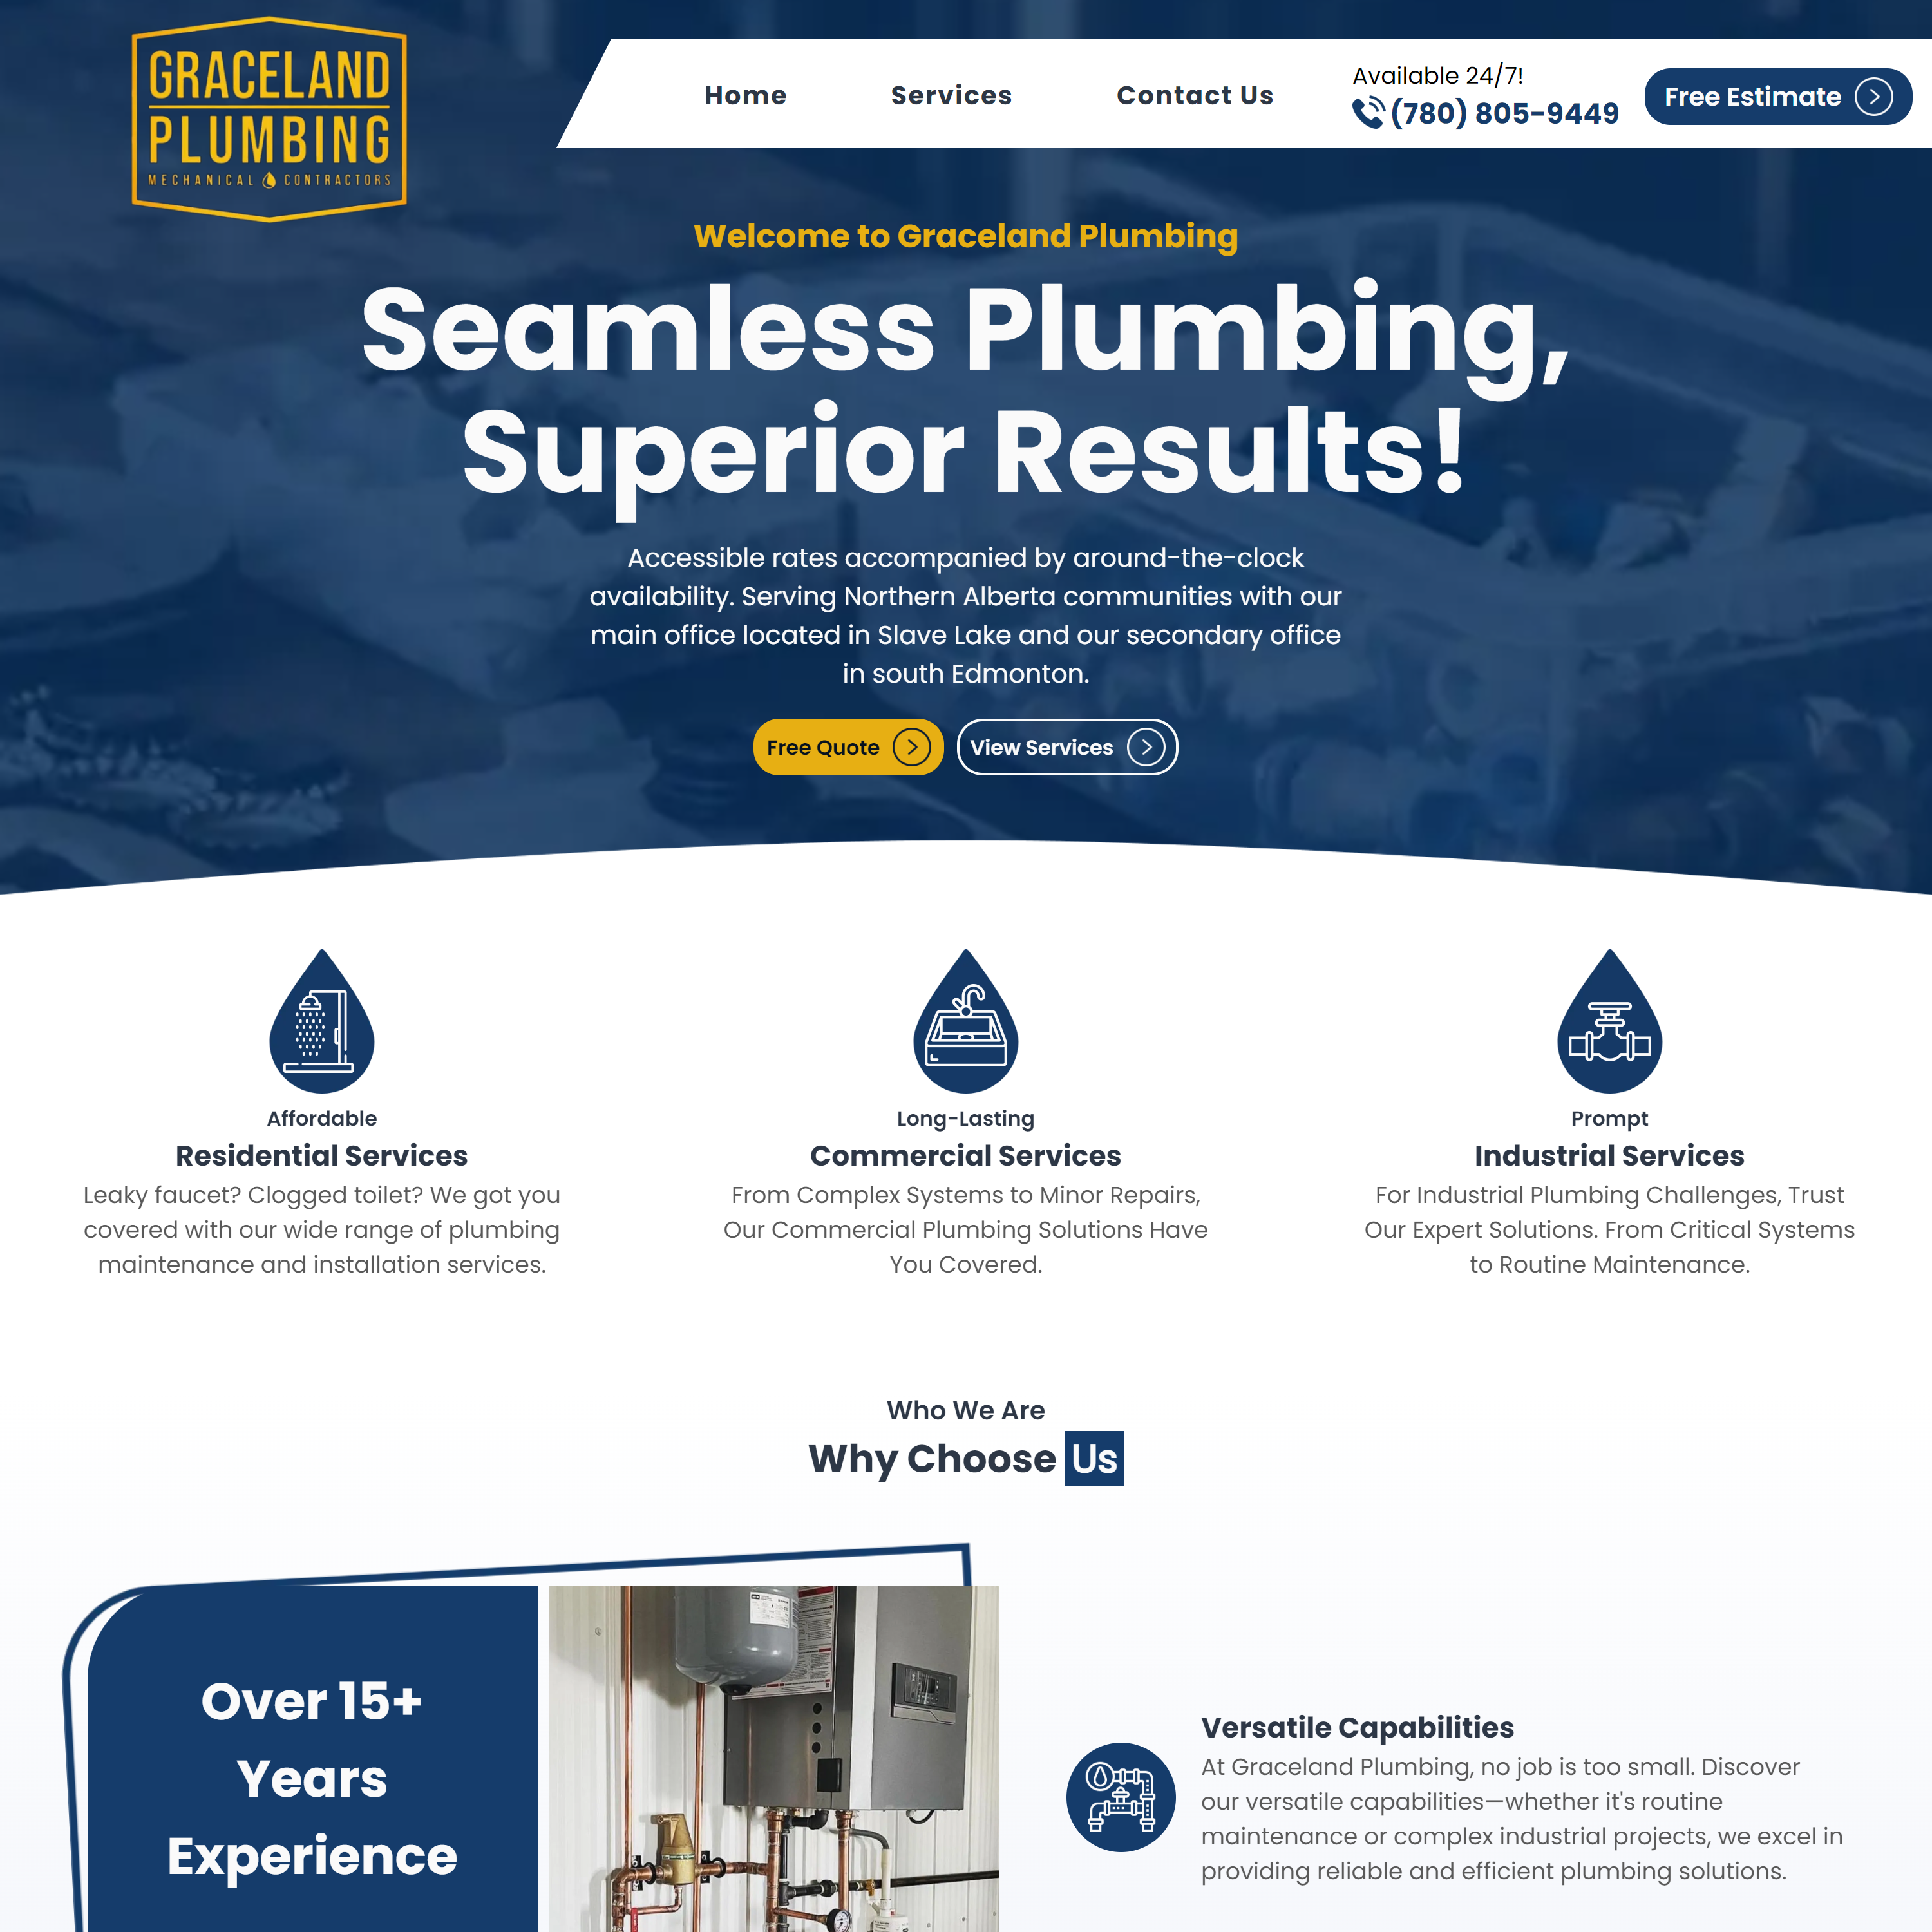 GRACELAND
PLUMBING
MECHANICAL CONTRACTORS
Home
Services
Contact Us
Available 24/7!
(780) 805-9449
Free Estimate
Welcome to Graceland Plumbing
Seamless Plumbing,
Superior Results!
Accessible rates accompanied by around-the-clock
availability. Serving Northern Alberta communities with our
main office located in Slave Lake and our secondary office
in south Edmonton.
Free Quote
View Services
Affordable
Residential Services
Leaky faucet? Clogged toilet? We got you
covered with our wide range of plumbing
maintenance and installation services.
Long-Lasting
Commercial Services
From Complex Systems to Minor Repairs,
Our Commercial Plumbing Solutions Have
You Covered.
Prompt
Industrial Services
For Industrial Plumbing Challenges, Trust
Our Expert Solutions. From Critical Systems
to Routine Maintenance.
Who We Are
Why Choose Us
Over 15+
Years
Experience
Versatile Capabilities
At Graceland Plumbing, no job is too small. Discover
our versatile capabilities—whether it's routine
maintenance or complex industrial projects, we excel in
providing reliable and efficient plumbing solutions.